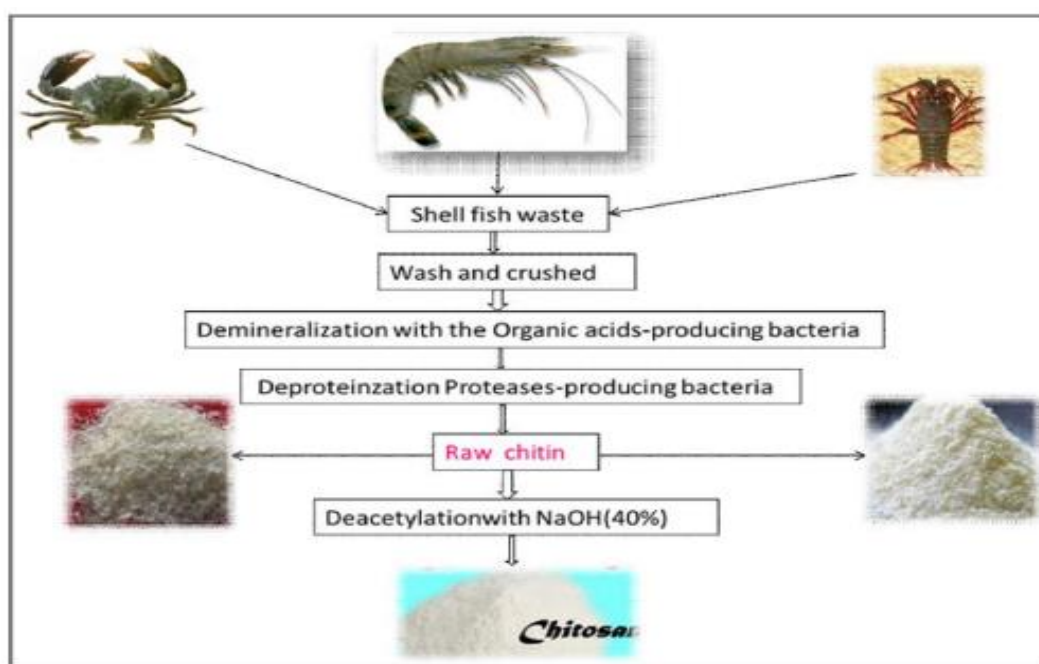 Shell fish waste
Wash and crushed
Demineralization with the Organic acids-producing bacteria
Deproteinzation Proteases-producing bacteria
Raw chitin
Deacetylationwith NaOH(40%)
Chitosan